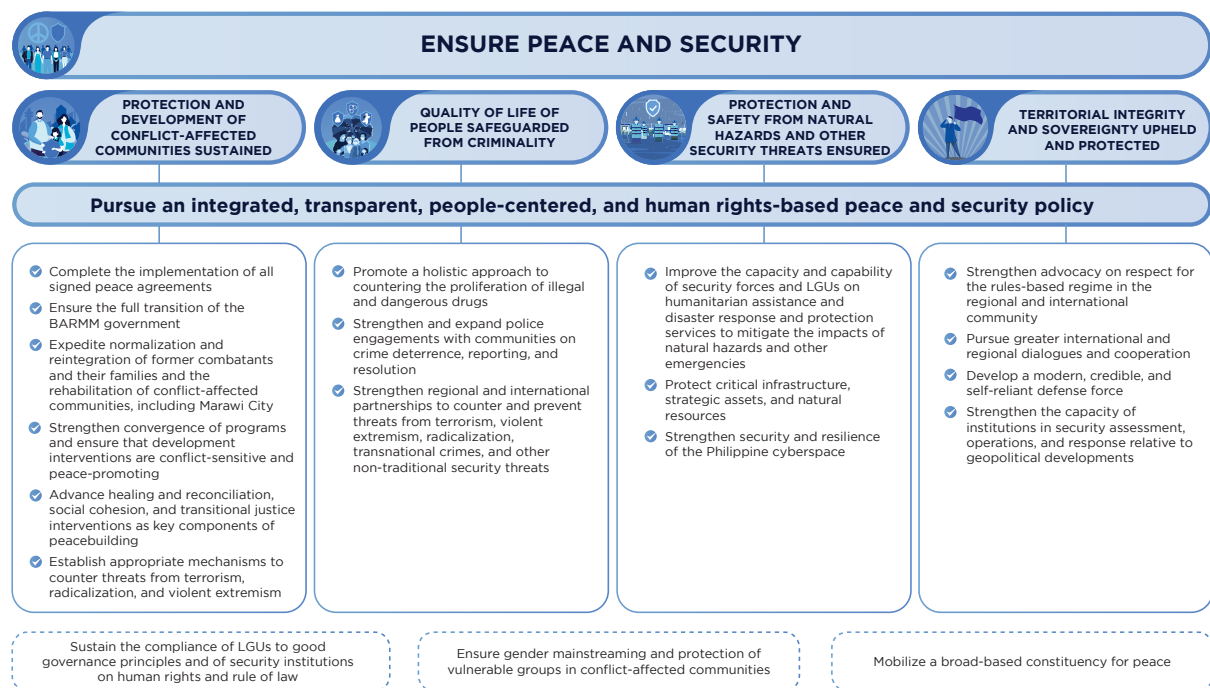 ENSURE PEACE AND SECURITY
PROTECTION AND
DEVELOPMENT OF
CONFLICT-AFFECTED
COMMUNITIES SUSTAINED
QUALITY OF LIFE OF
PEOPLE SAFEGUARDED
FROM CRIMINALITY
PROTECTION AND
SAFETY FROM NATURAL
HAZARDS AND OTHER
SECURITY THREATS ENSURED
TERRITORIAL INTEGRITY
AND SOVEREIGNTY UPHELD
AND PROTECTED
Pursue an integrated, transparent, people-centered, and human rights-based peace and security policy
Complete the implementation of all
signed peace agreements
Ensure the full transition of the
BARMM government
Expedite normalization and
reintegration of former combatants
and their families and the
rehabilitation of conflict-affected
communities, including Marawi City
Strengthen convergence of programs
and ensure that development
interventions are conflict-sensitive and
peace-promoting
Advance healing and reconciliation,
social cohesion, and transitional justice
interventions as key components of
peacebuilding
Establish appropriate mechanisms to
counter threats from terrorism,
radicalization, and violent extremism
Promote a holistic approach to
countering the proliferation of illegal
and dangerous drugs
Strengthen and expand police
engagements with communities on
crime deterrence, reporting, and
resolution
Strengthen regional and international
partnerships to counter and prevent
threats from terrorism, violent
extremism, radicalization,
transnational crimes, and other
non-traditional security threats
Improve the capacity and capability
of security forces and LGUs on
humanitarian assistance and
disaster response and protection
services to mitigate the impacts of
natural hazards and other
emergencies
Protect critical infrastructure,
strategic assets, and natural
resources
Strengthen security and resilience
of the Philippine cyberspace
Strengthen advocacy on respect for
the rules-based regime in the
regional and international
community
Pursue greater international and
regional dialogues and cooperation
Develop a modern, credible, and
self-reliant defense force
Strengthen the capacity of
institutions in security assessment,
operations, and response relative to
geopolitical developments
Sustain the compliance of LGUs to good
governance principles and of security institutions
on human rights and rule of law
Ensure gender mainstreaming and protection of
vulnerable groups in conflict-affected communities
Mobilize a broad-based constituency for peace